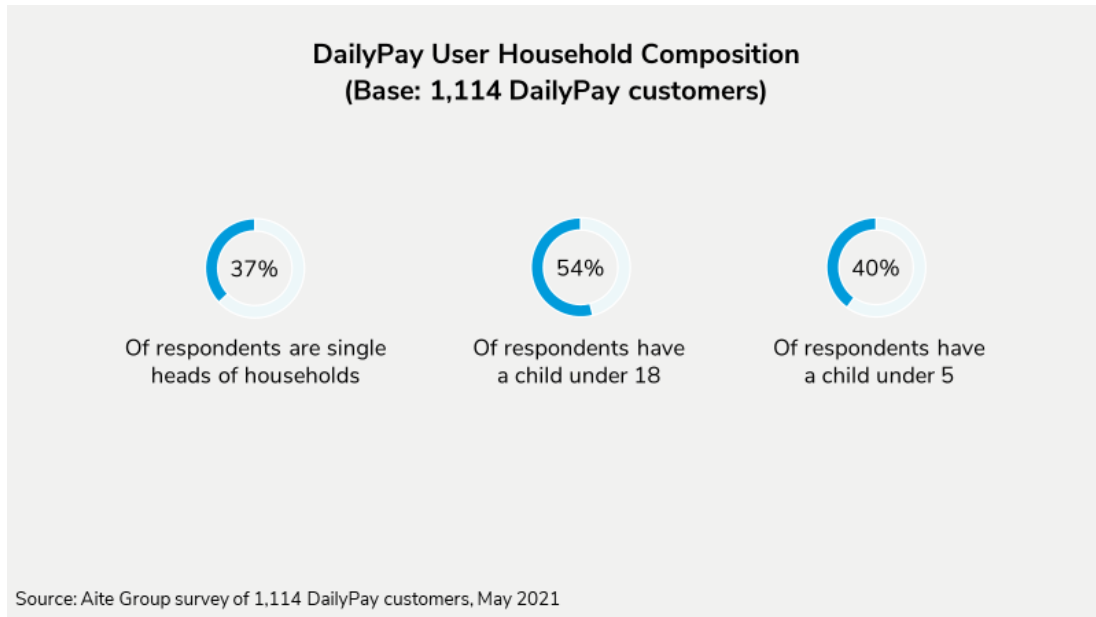 DailyPay User Household Composition
(Base: 1,114 DailyPay customers)
37%
Of respondents are single
heads of households
54%
Of respondents have
a child under 18
40%
Of respondents have
a child under 5
Source: Aite Group survey of 1,114 DailyPay customers, May 2021